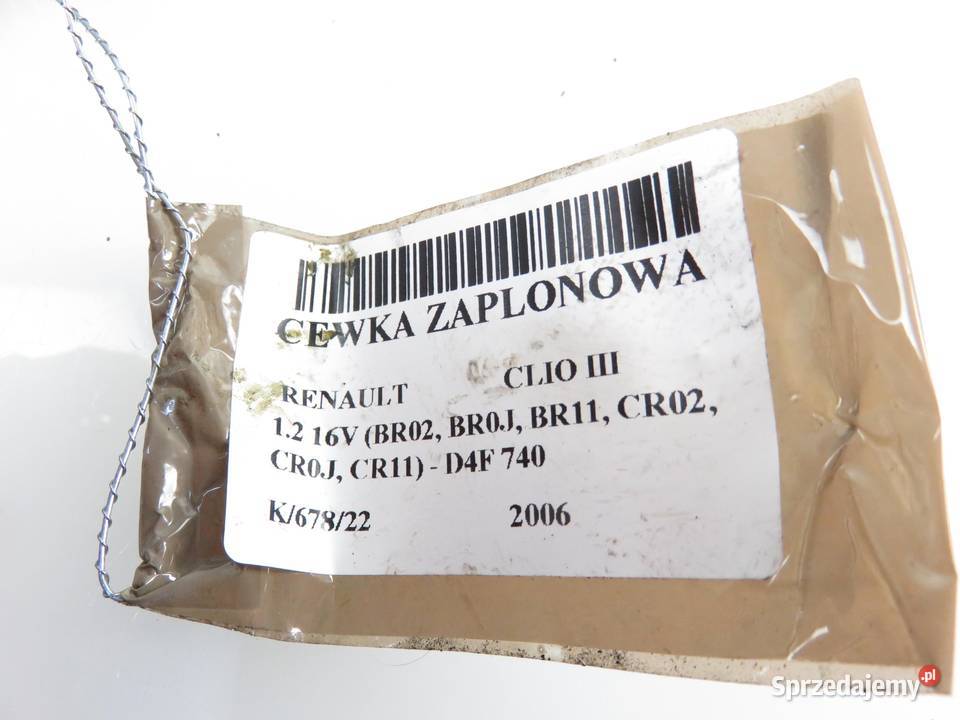 CEWKA ZAPLONOWA
RENAULT CLIO III
1.2 16V (BR02, BR0J, BR11, CR02,
CR0J, CR11) - D4F 740
K/678/22 2006
Sprzedajemy.pl